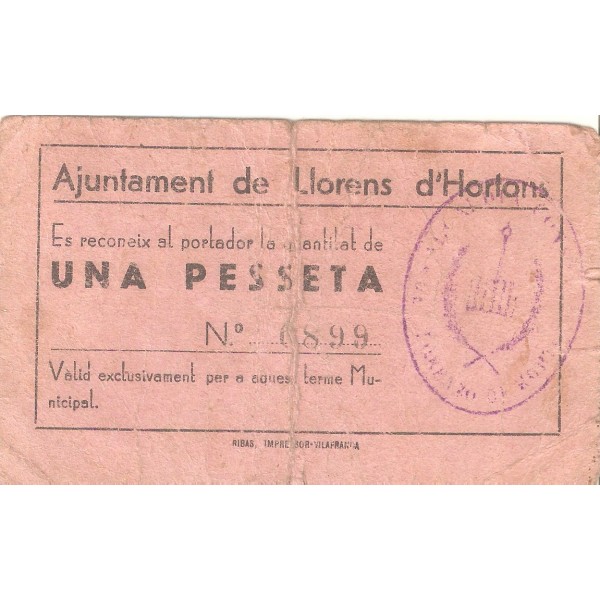 Ajuntament de Llorens d'Hortons
Es reconeix al portador la quantitat de
UNA PESSETA
N.º 6899
Valid exclusivament per a aquest terme Mu-
nicipal.
RIBAS, IMPRESSOR-VILAFRANCA